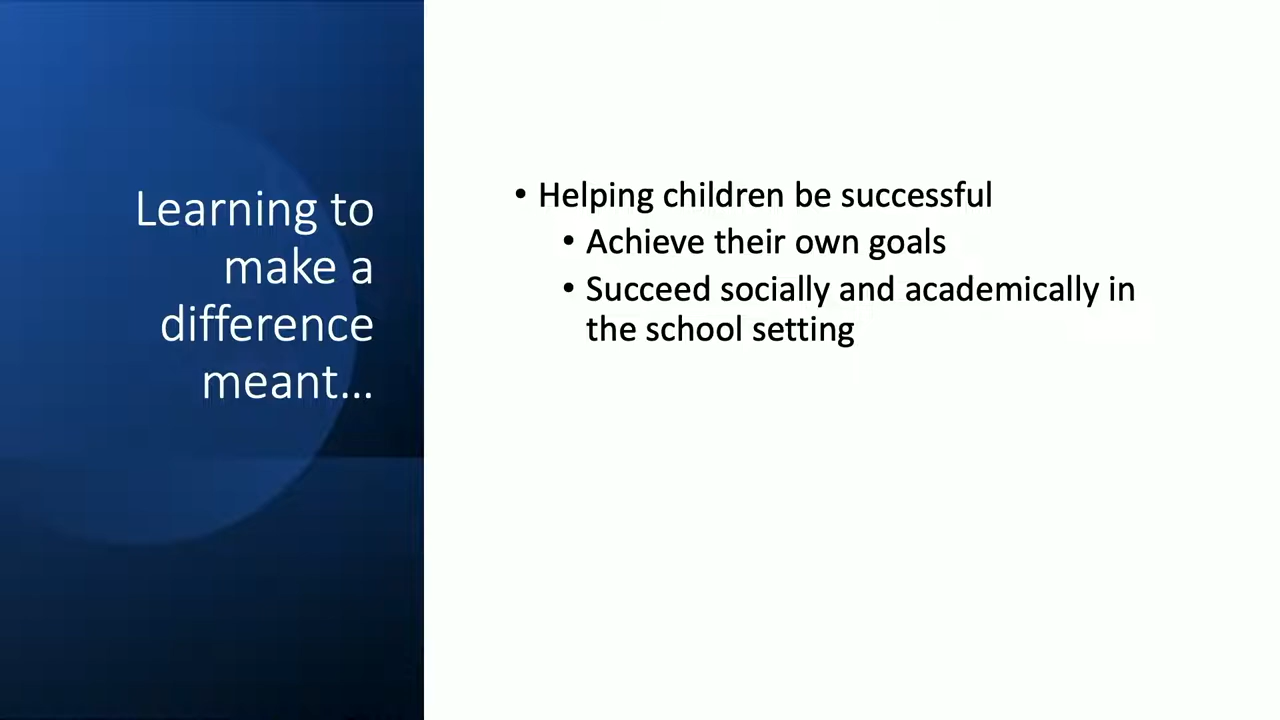 Learning to
make a
difference
meant...
• Helping children be successful
• Achieve their own goals
• Succeed socially and academically in
the school setting